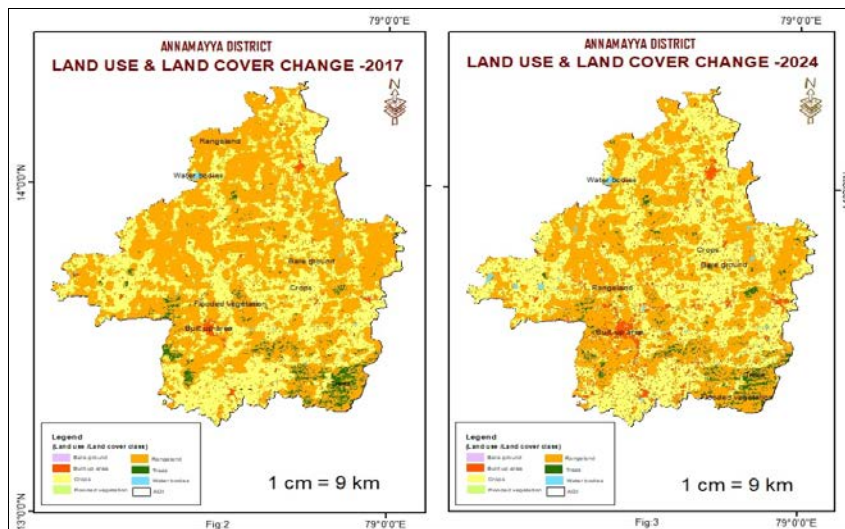 79°0'0"E
ANNAMAYYA DISTRICT
LAND USE & LAND COVER CHANGE -2017
N
14°0'0"N
Rangeland
Water bodies
Bare ground
Crops
Flooded vegetation
Built up area
Trees
Legend
(Land use /Land cover class)
Bare ground
Built up area
Crops
Flooded vegetation
Rangeland
Trees
Water bodies
AOI
1 cm = 9 km
13°0'0"N
Fig:2
79°0'0"E
79°0'0"E
ANNAMAYYA DISTRICT
LAND USE & LAND COVER CHANGE -2024
N
14°0'0"N
Water bodies
Crops
Bare ground
Rangeland
Built up area
Trees
Flooded vegetation
Legend
(Land use /Land cover class)
Bare ground
Built up area
Crops
Flooded vegetation
Rangeland
Trees
Water bodies
AOI
1 cm = 9 km
Fig:3
79°0'0"E